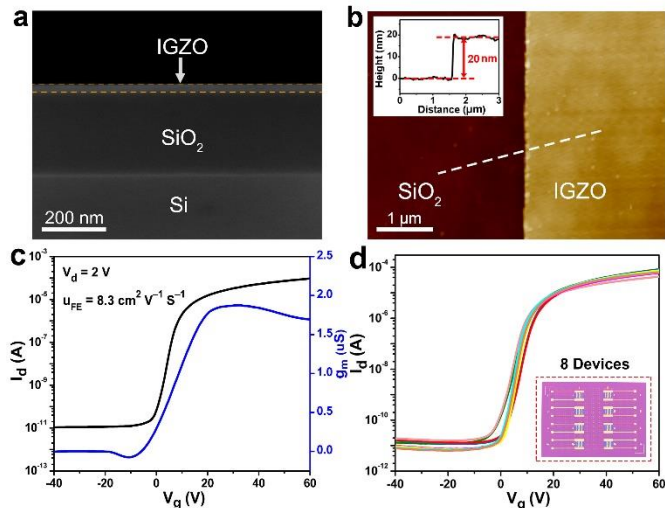 a
IGZO
SiO2
Si
200 nm
b
Height (nm)
20
10
0
20 nm
0 1 2 3
Distance (µm)
SiO2
IGZO
1 µm
c
Vd = 2 V
uFE = 8.3 cm² V⁻¹ S⁻¹
Id (A)
10⁻³
10⁻⁵
10⁻⁷
10⁻⁹
10⁻¹¹
10⁻¹³
2.5
2.0
1.5
1.0
0.5
0.0
gm (uS)
-40 -20 0 20 40 60
Vg (V)
d
Id (A)
10⁻⁴
10⁻⁶
10⁻⁸
10⁻¹⁰
10⁻¹²
8 Devices
-40 -20 0 20 40 60
Vg (V)